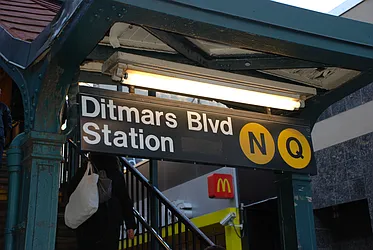 Ditmars Blvd
Station
N Q